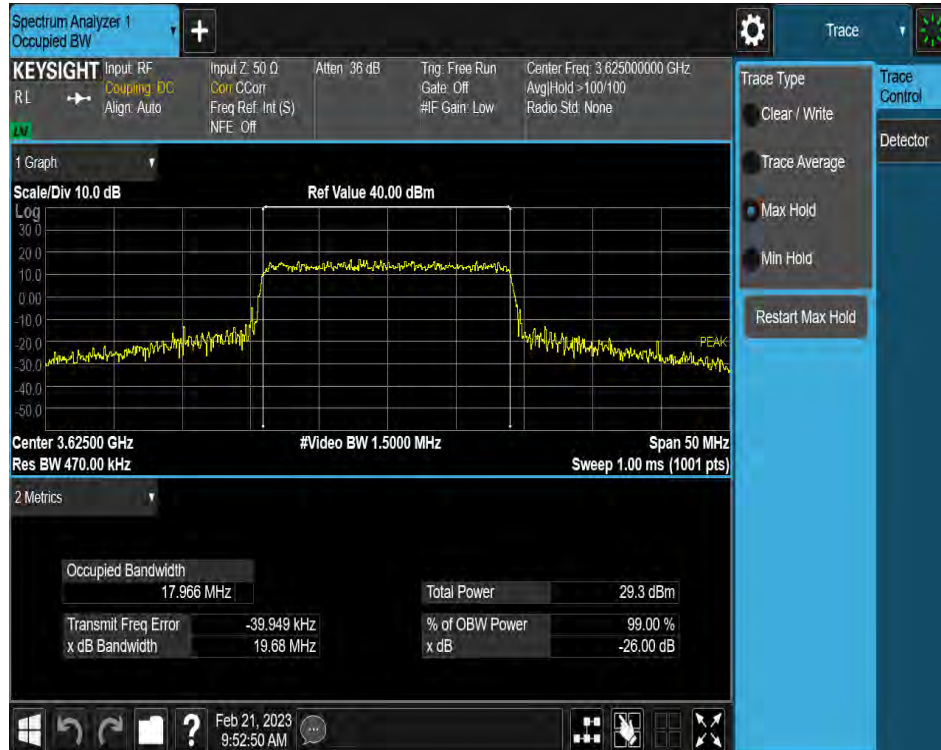 Spectrum Analyzer 1
Occupied BW
+
Trace
KEYSIGHT
RL
LXI
Input: RF
Coupling: DC
Align: Auto
Input Z: 50 Ω
Corr CCorr
Freq Ref: Int (S)
NFE: Off
Atten: 36 dB
Trig: Free Run
Gate: Off
#IF Gain: Low
Center Freq: 3.625000000 GHz
Avg|Hold >100/100
Radio Std: None
Trace Type
Clear / Write
Trace Average
Max Hold
Min Hold
Restart Max Hold
Trace
Control
Detector
1 Graph
Scale/Div 10.0 dB
Ref Value 40.00 dBm
Log
30.0
20.0
10.0
0.00
-10.0
-20.0
-30.0
-40.0
-50.0
PEAK
Center 3.62500 GHz
#Video BW 1.5000 MHz
Span 50 MHz
Res BW 470.00 kHz
Sweep 1.00 ms (1001 pts)
2 Metrics
Occupied Bandwidth
17.966 MHz
Total Power 29.3 dBm
Transmit Freq Error -39.949 kHz
% of OBW Power 99.00 %
x dB Bandwidth 19.68 MHz
x dB -26.00 dB
?
Feb 21, 2023
9:52:50 AM